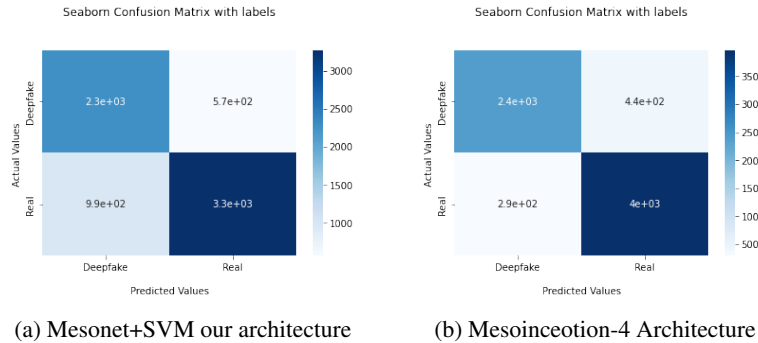 Seaborn Confusion Matrix with labels
Actual Values
Deepfake
Real
2.3e+03
5.7e+02
9.9e+02
3.3e+03
3000
2500
2000
1500
1000
Deepfake
Real
Predicted Values
(a) Mesonet+SVM our architecture
Seaborn Confusion Matrix with labels
Actual Values
Deepfake
Real
2.4e+03
4.4e+02
2.9e+02
4e+03
350
300
250
200
150
100
500
Deepfake
Real
Predicted Values
(b) Mesoinceotion-4 Architecture